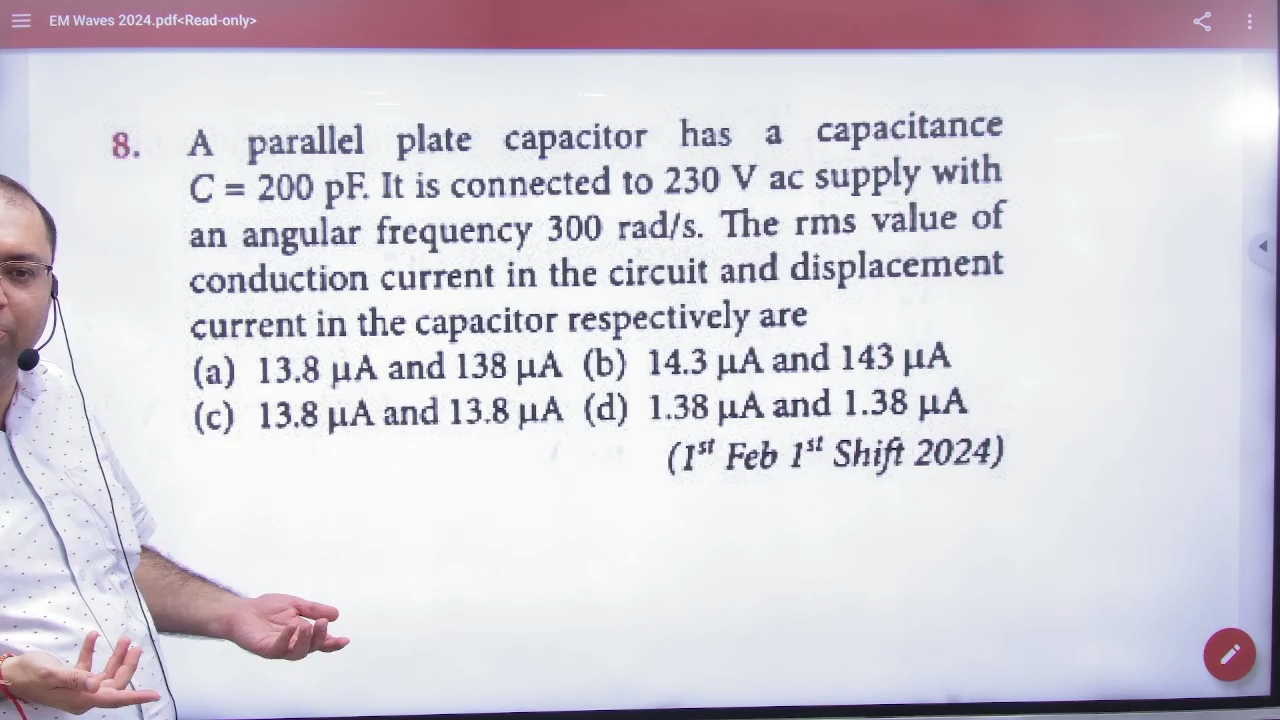 EM Waves 2024.pdf<Read-only>
8. A parallel plate capacitor has a capacitance
C = 200 pF. It is connected to 230 V ac supply with
an angular frequency 300 rad/s. The rms value of
conduction current in the circuit and displacement
current in the capacitor respectively are
(a) 13.8 μA and 138 μA (b) 14.3 μA and 143 μA
(c) 13.8 μA and 13.8 μA (d) 1.38 μA and 1.38 μA
(1st Feb 1st Shift 2024)